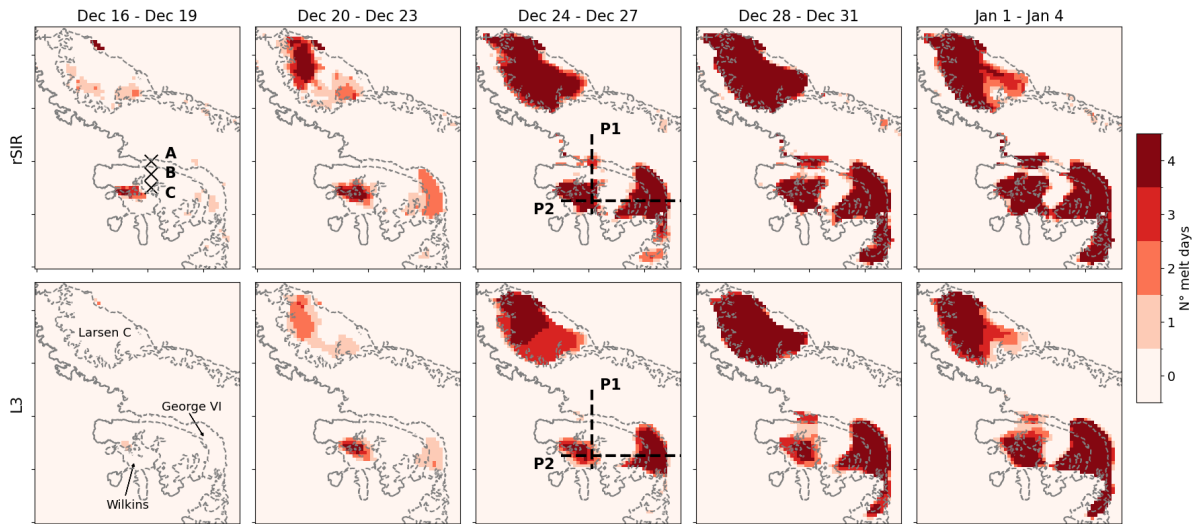 Dec 16 - Dec 19
Dec 20 - Dec 23
Dec 24 - Dec 27
Dec 28 - Dec 31
Jan 1 - Jan 4
rSIR
A
B
C
P1
P2
L3
Larsen C
George VI
Wilkins
P1
P2
4
3
2
1
0
N° melt days